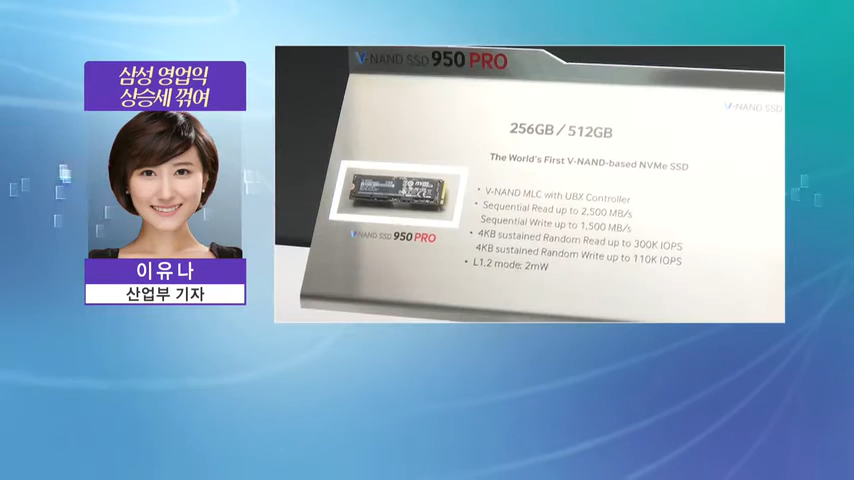 삼성 영업익
상승세 꺾여
이유나
산업부 기자
V-NAND SSD 950 PRO
V-NAND SSD
256GB / 512GB
The World's First V-NAND-based NVMe SSD
• V-NAND MLC with UBX Controller
• Sequential Read up to 2,500 MB/s
Sequential Write up to 1,500 MB/s
• 4KB sustained Random Read up to 300K IOPS
4KB sustained Random Write up to 110K IOPS
• L1.2 mode: 2mW
V-NAND SSD 950 PRO